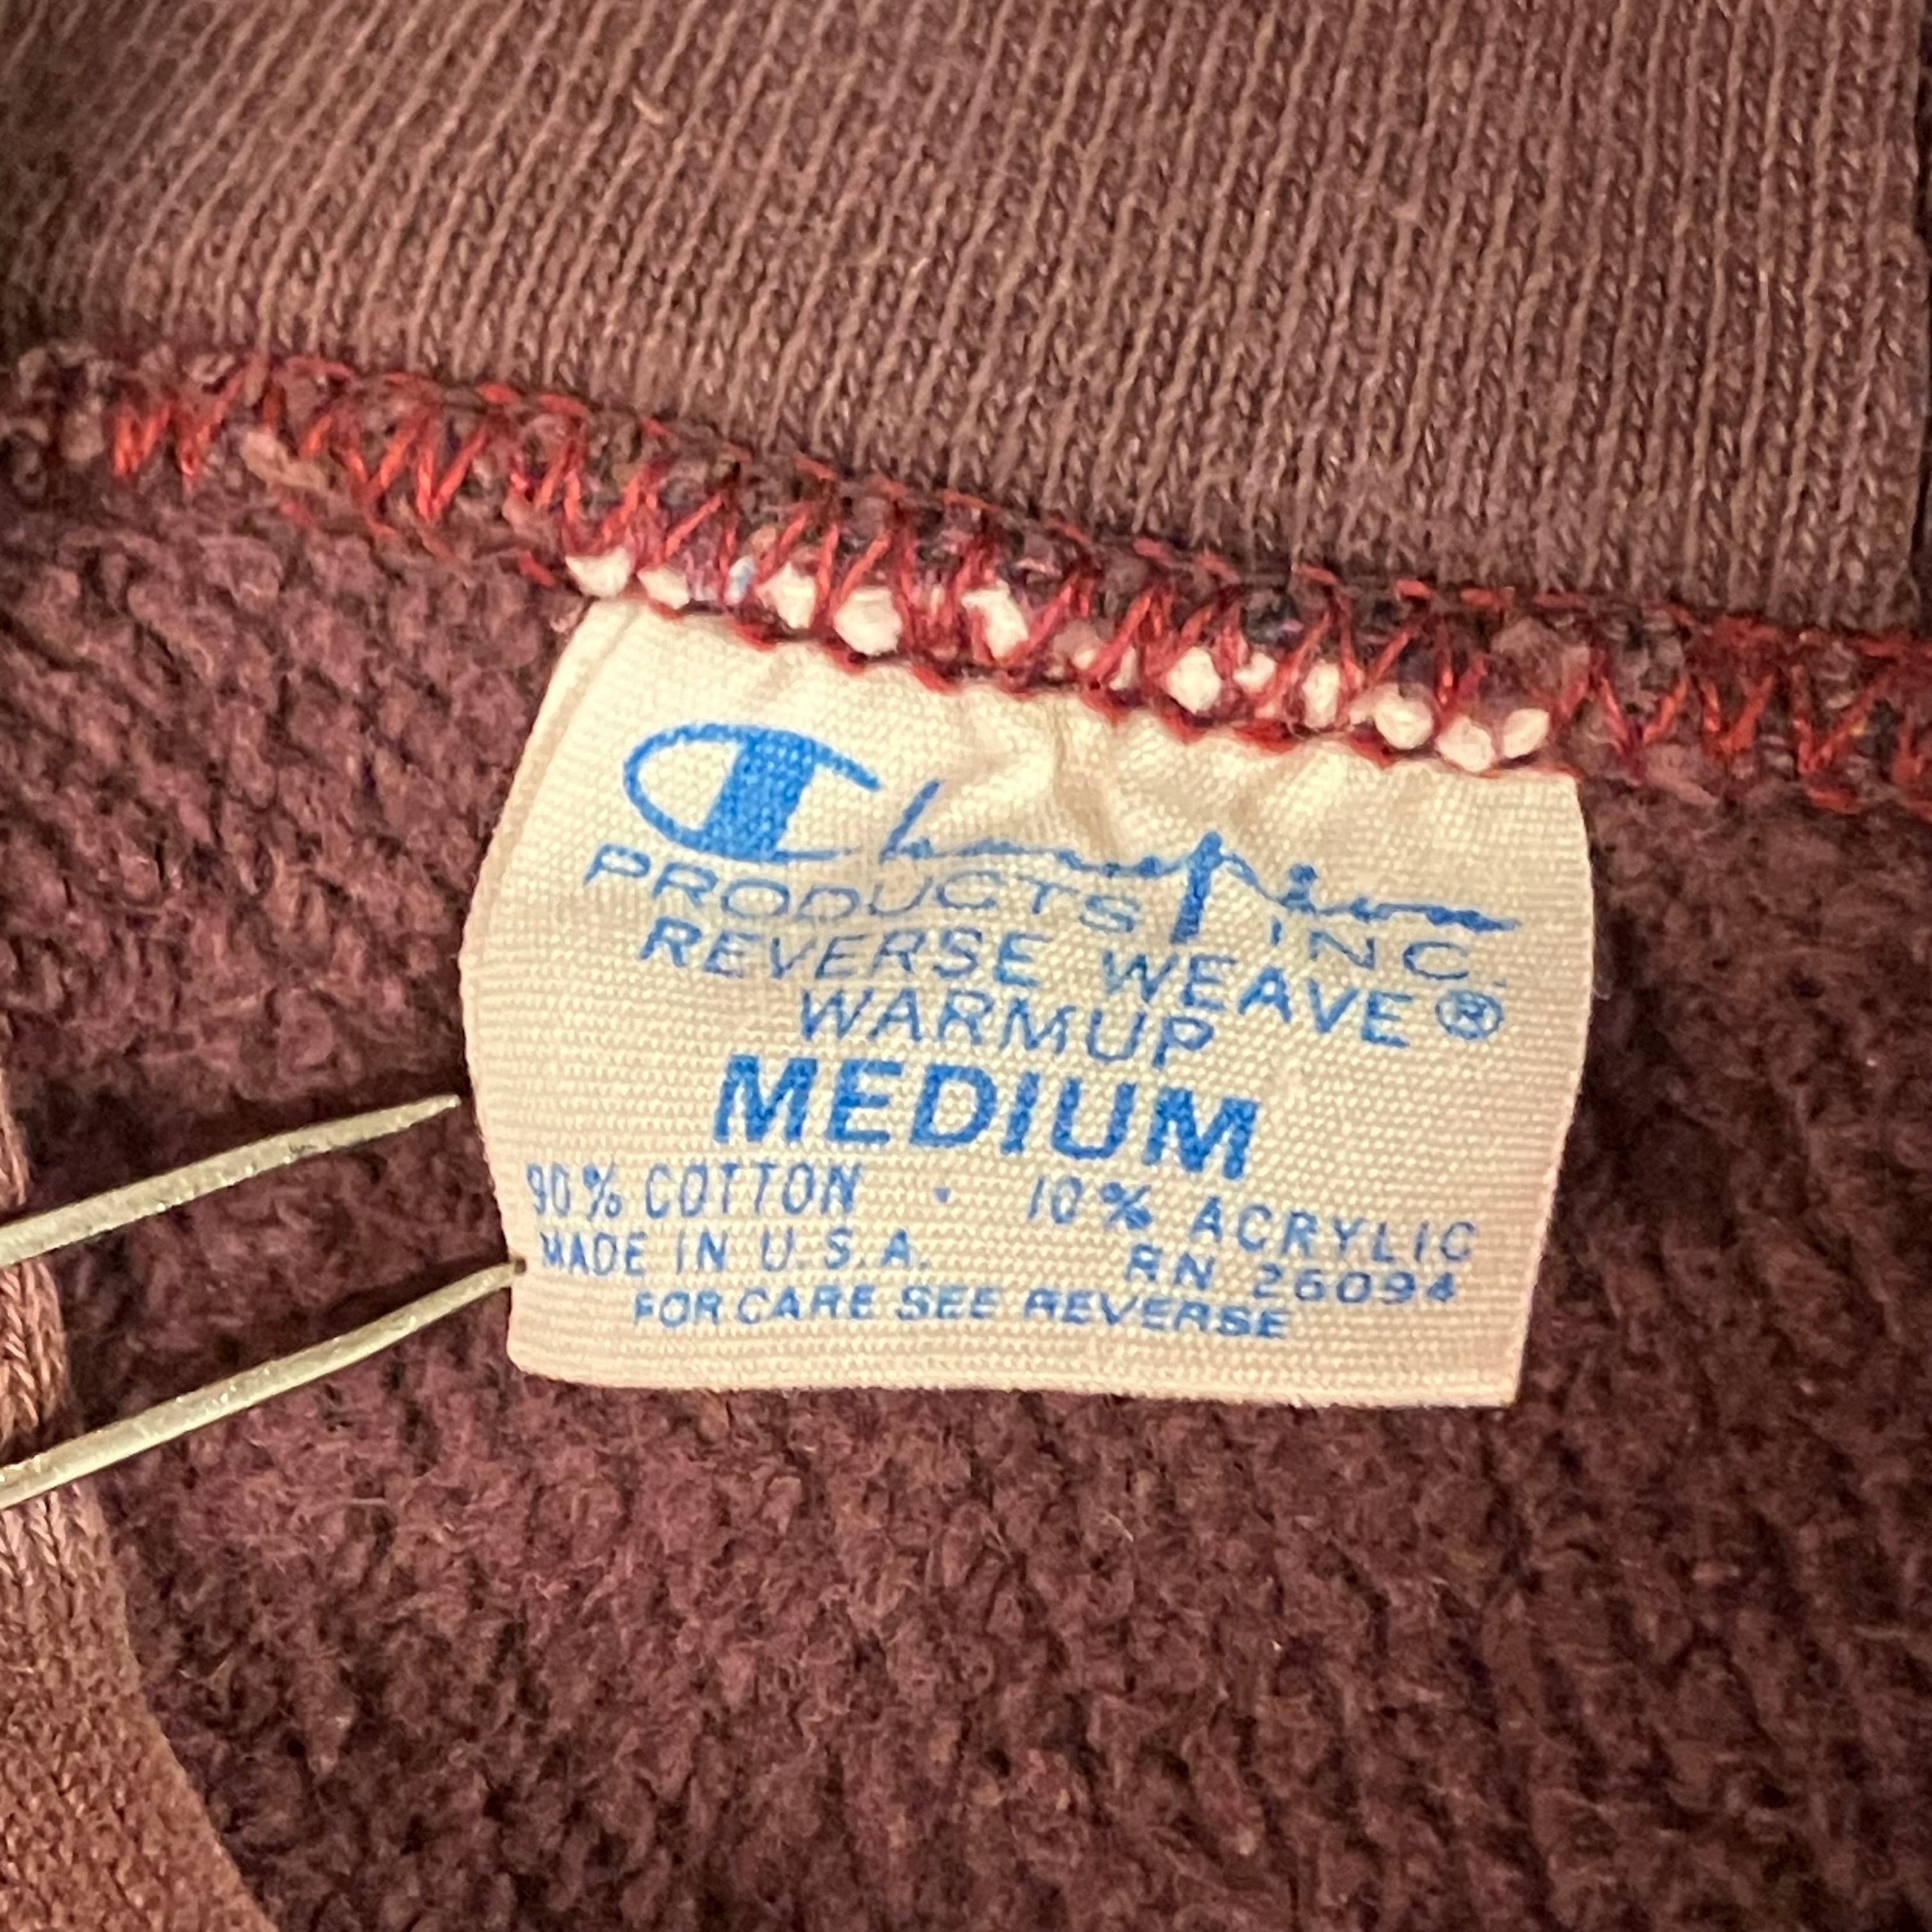 Champion
PRODUCTS INC.
REVERSE WEAVE®
WARMUP
MEDIUM
90% COTTON · 10% ACRYLIC
MADE IN U.S.A. RN 26094
FOR CARE SEE REVERSE